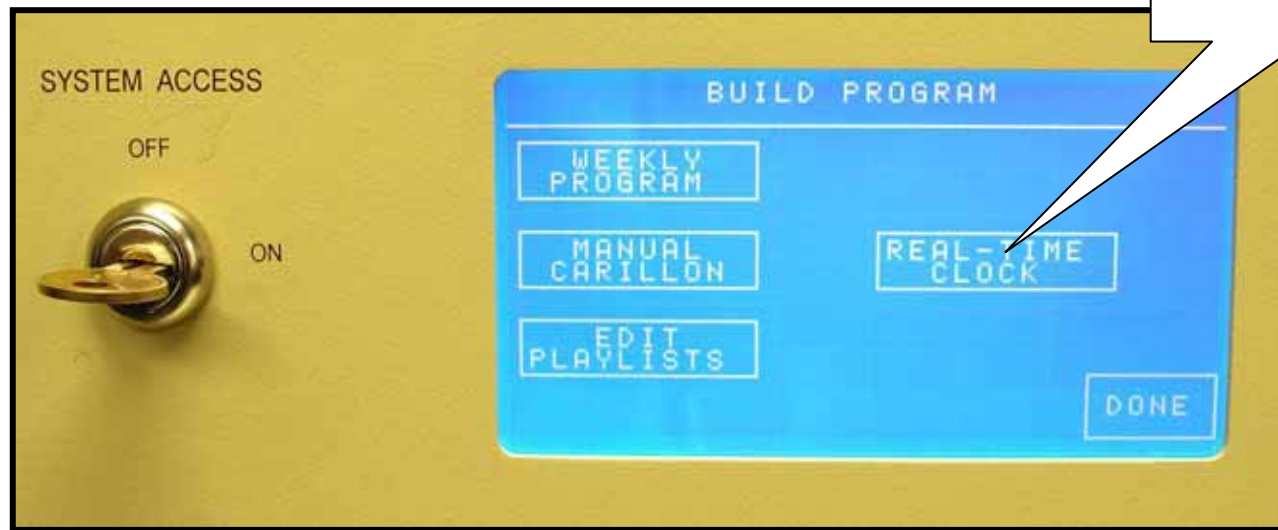 SYSTEM ACCESS
OFF
ON
BUILD PROGRAM
WEEKLY
PROGRAM
MANUAL
CARILLON
REAL-TIME
CLOCK
EDIT
PLAYLISTS
DONE